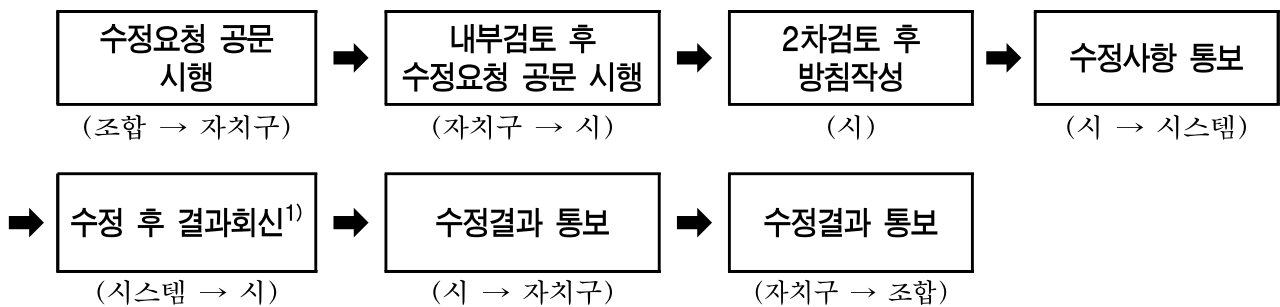 수정요청 공문
시행
(조합 → 자치구)
내부검토 후
수정요청 공문 시행
(자치구 → 시)
2차검토 후
방침작성
(시)
수정사항 통보
(시 → 시스템)
수정 후 결과회신1)
(시스템 → 시)
수정결과 통보
(시 → 자치구)
수정결과 통보
(자치구 → 조합)